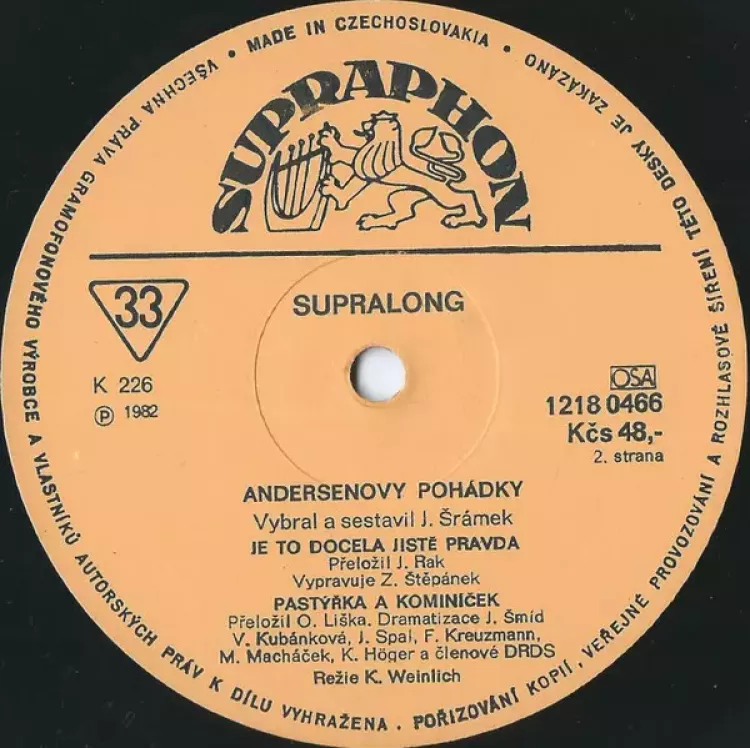 MADE IN CZECHOSLOVAKIA
VŠECHNA PRÁVA GRAMOFONOVÉHO VÝROBCE A VLASTNÍKŮ AUTORSKÝCH PRÁV K DÍLU VYHRAŽENA. POŘIZOVÁNÍ KOPIÍ, VEŘEJNÉ PROVOZOVÁNÍ A ROZHLASOVÉ ŠÍŘENÍ TÉTO DESKY JE ZAKÁZÁNO
SUPRAPHON
33
SUPRALONG
K 226
Ⓟ 1982
OSA
1218 0466
Kčs 48,-
2. strana
ANDERSENOVY POHÁDKY
Vybral a sestavil J. Šrámek
JE TO DOCELA JISTĚ PRAVDA
Přeložil J. Rak
Vypravuje Z. Štěpánek
PASTÝŘKA A KOMINÍČEK
Přeložil O. Liška. Dramatizace J. Šmíd
V. Kubánková, J. Spal, F. Kreuzmann,
M. Macháček, K. Höger a členové DRDS
Režie K. Weinlich